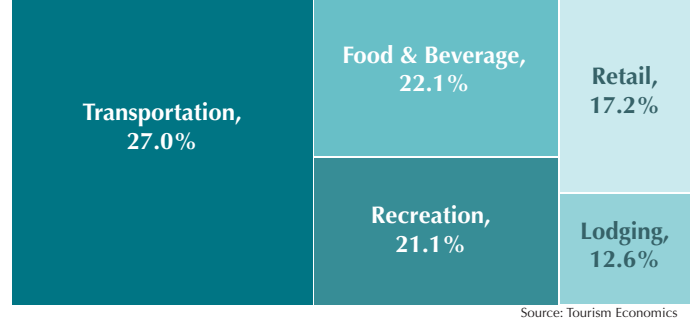 Transportation,
27.0%
Food & Beverage,
22.1%
Recreation,
21.1%
Retail,
17.2%
Lodging,
12.6%
Source: Tourism Economics